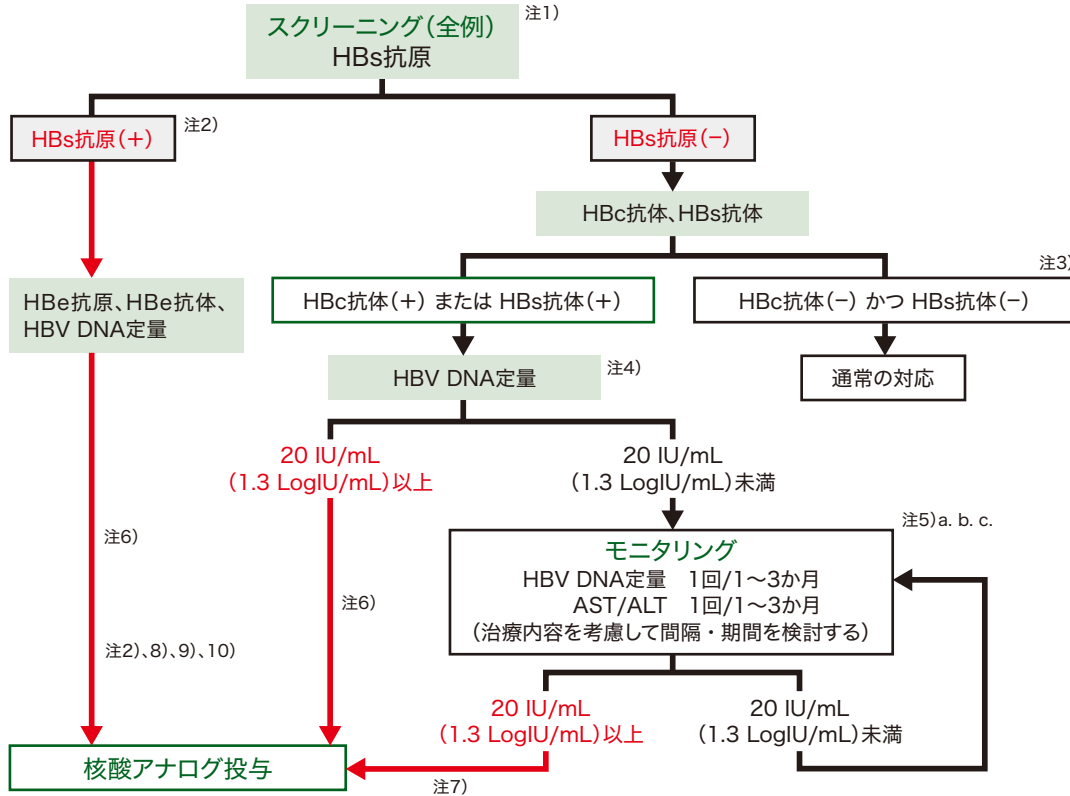 スクリーニング(全例)
HBs抗原
注1)
HBs抗原(+)
注2)
HBs抗原(−)
HBc抗体、HBs抗体
HBe抗原、HBe抗体、
HBV DNA定量
HBc抗体(+) または HBs抗体(+)
注3)
HBc抗体(−) かつ HBs抗体(−)
HBV DNA定量
注4)
通常の対応
20 IU/mL
(1.3 LogIU/mL)以上
20 IU/mL
(1.3 LogIU/mL)未満
注5)a. b. c.
モニタリング
HBV DNA定量 1回/1〜3か月
AST/ALT 1回/1〜3か月
(治療内容を考慮して間隔・期間を検討する)
注6)
注6)
注2)、8)、9)、10)
20 IU/mL
(1.3 LogIU/mL)以上
20 IU/mL
(1.3 LogIU/mL)未満
核酸アナログ投与
注7)